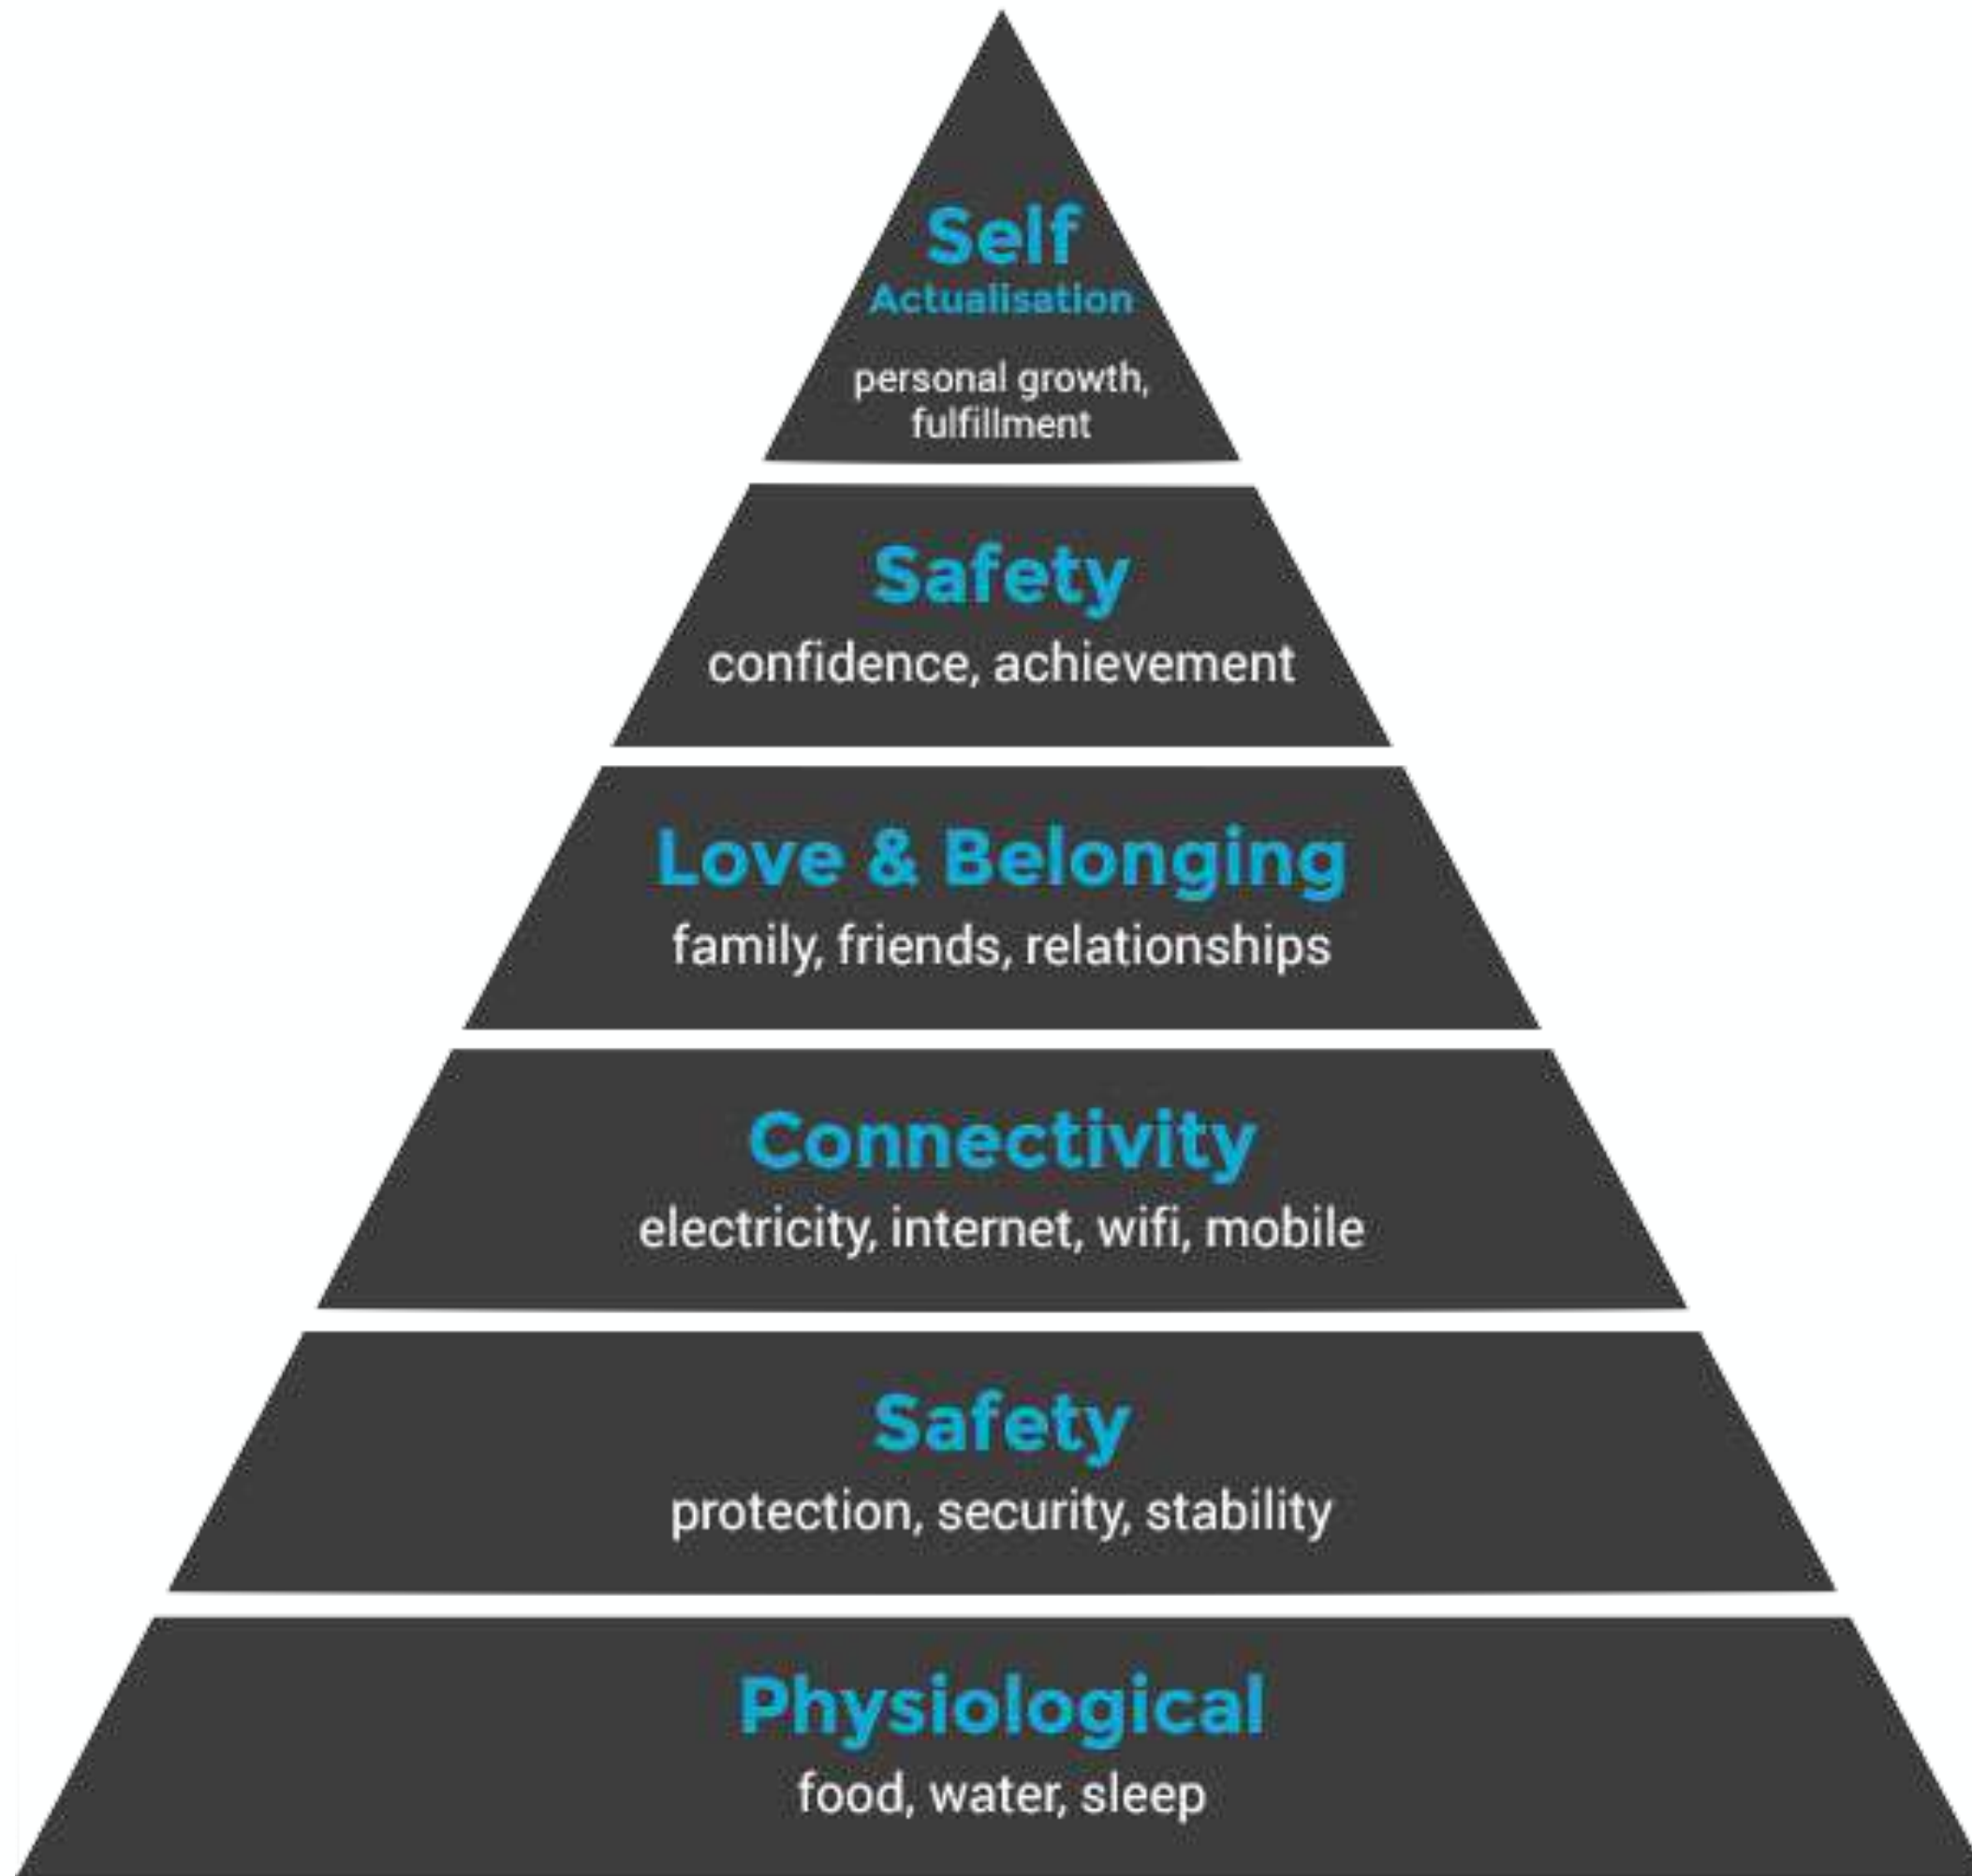 Self
Actualisation
personal growth,
fulfillment
Safety
confidence, achievement
Love & Belonging
family, friends, relationships
Connectivity
electricity, internet, wifi, mobile
Safety
protection, security, stability
Physiological
food, water, sleep